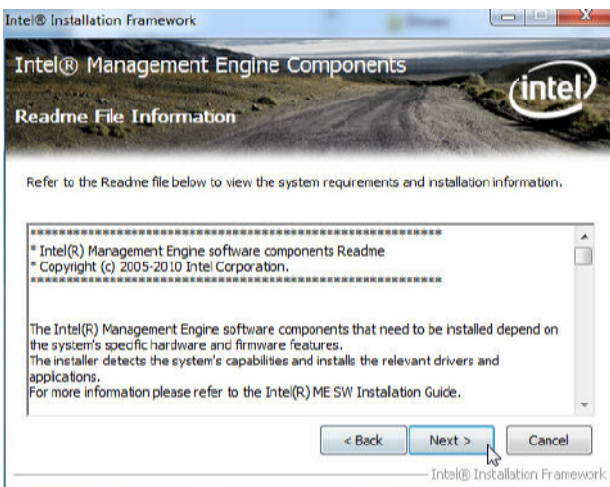 Intel® Installation Framework
Intel® Management Engine Components
intel
Readme File Information
Refer to the Readme file below to view the system requirements and installation information.
*********************************************************
* Intel(R) Management Engine software components Readme
* Copyright (c) 2005-2010 Intel Corporation.
*********************************************************
The Intel(R) Management Engine software components that need to be installed depend on
the system's specific hardware and firmware features.
The installer detects the system's capabilities and installs the relevant drivers and
applications.
For more information please refer to the Intel(R) ME SW Installation Guide.
< Back
Next >
Cancel
Intel® Installation Framework